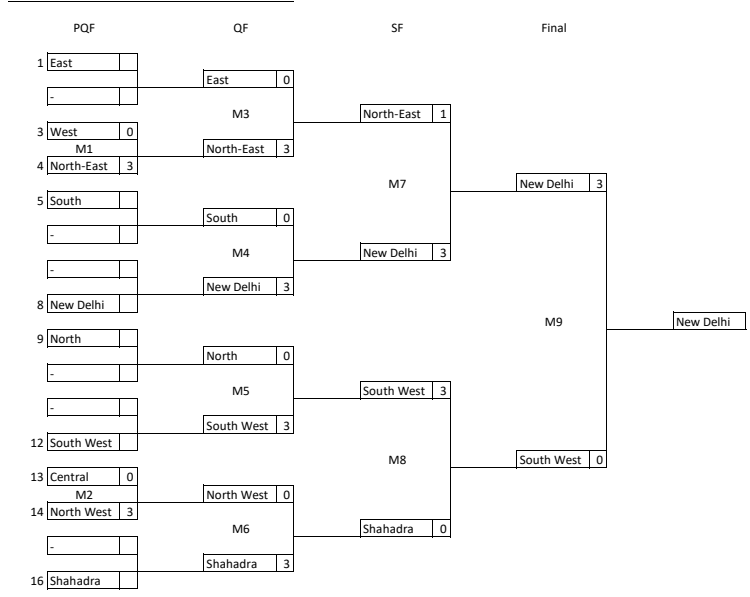 PQF QF SF Final
1 East
East 0
-
M3 North-East 1
3 West 0
M1 North-East 3
4 North-East 3
M7 New Delhi 3
5 South
South 0
-
M4 New Delhi 3
-
New Delhi 3
8 New Delhi
M9 New Delhi
9 North
North 0
-
M5 South West 3
-
South West 3
12 South West
M8 South West 0
13 Central 0
M2 North West 0
14 North West 3
M6 Shahadra 0
-
Shahadra 3
16 Shahadra